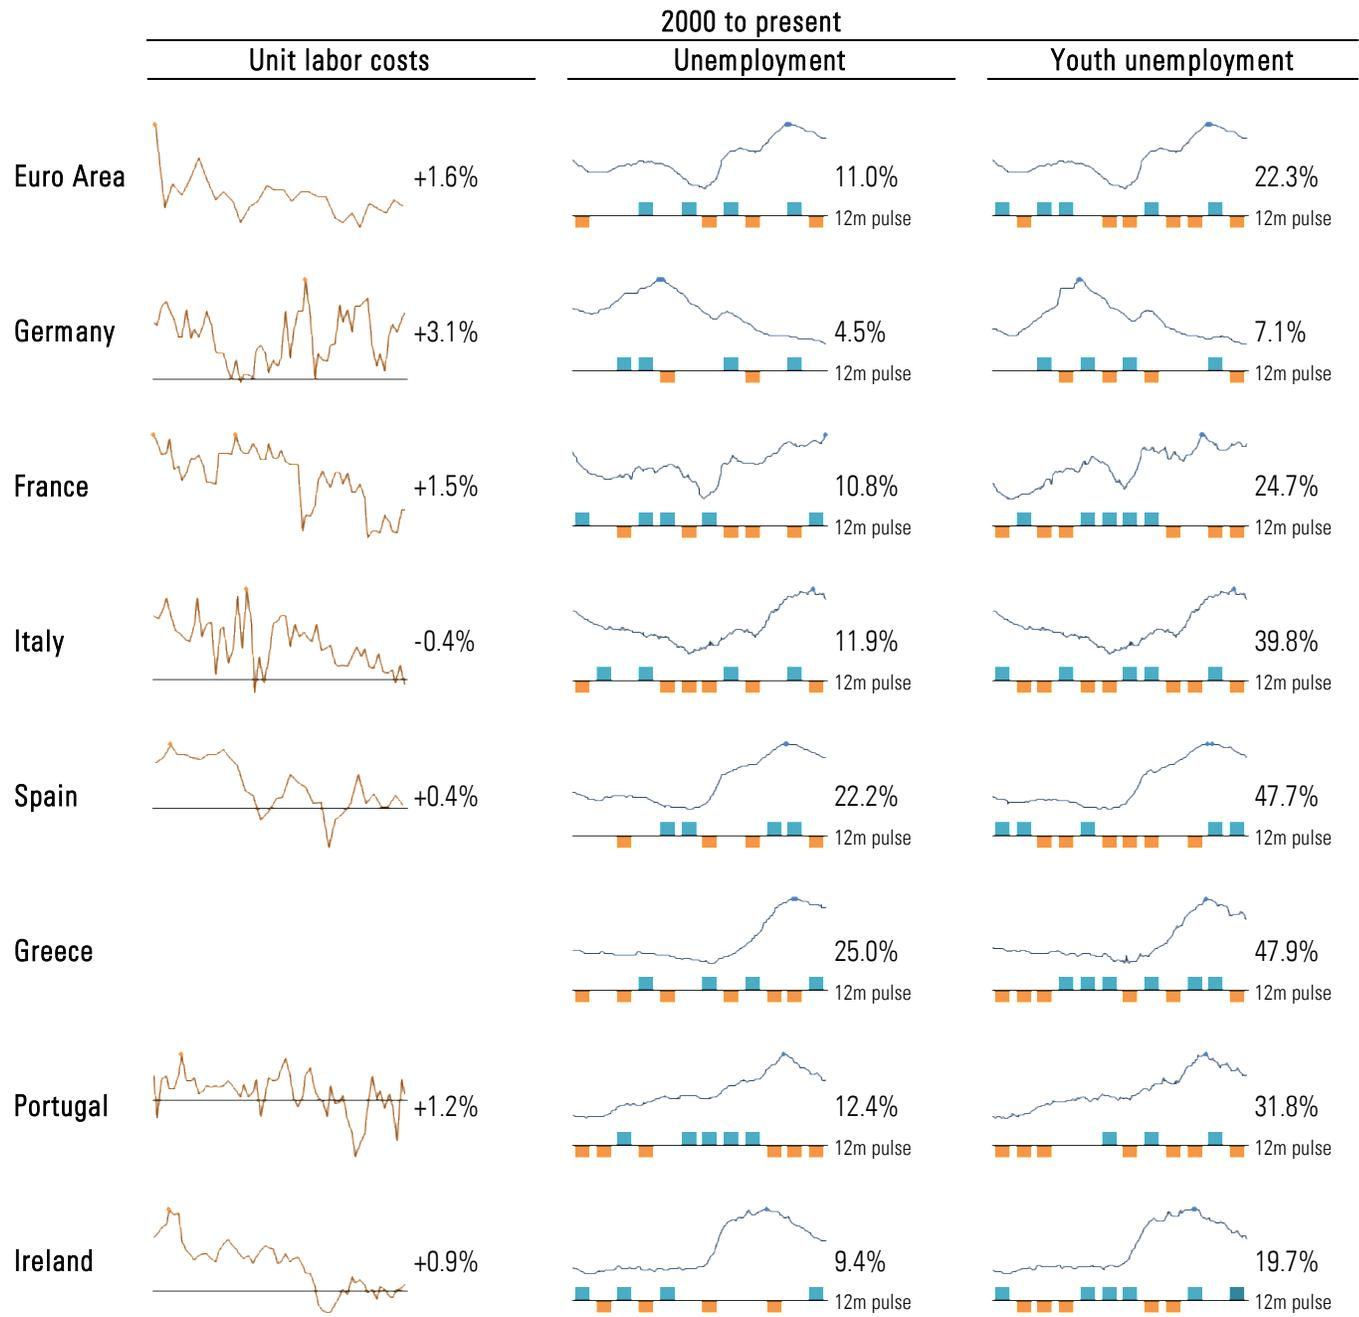 2000 to present
Unit labor costs Unemployment Youth unemployment
Euro Area +1.6% 11.0% 22.3%
12m pulse 12m pulse
Germany +3.1% 4.5% 7.1%
12m pulse 12m pulse
France +1.5% 10.8% 24.7%
12m pulse 12m pulse
Italy -0.4% 11.9% 39.8%
12m pulse 12m pulse
Spain +0.4% 22.2% 47.7%
12m pulse 12m pulse
Greece 25.0% 47.9%
12m pulse 12m pulse
Portugal +1.2% 12.4% 31.8%
12m pulse 12m pulse
Ireland +0.9% 9.4% 19.7%
12m pulse 12m pulse